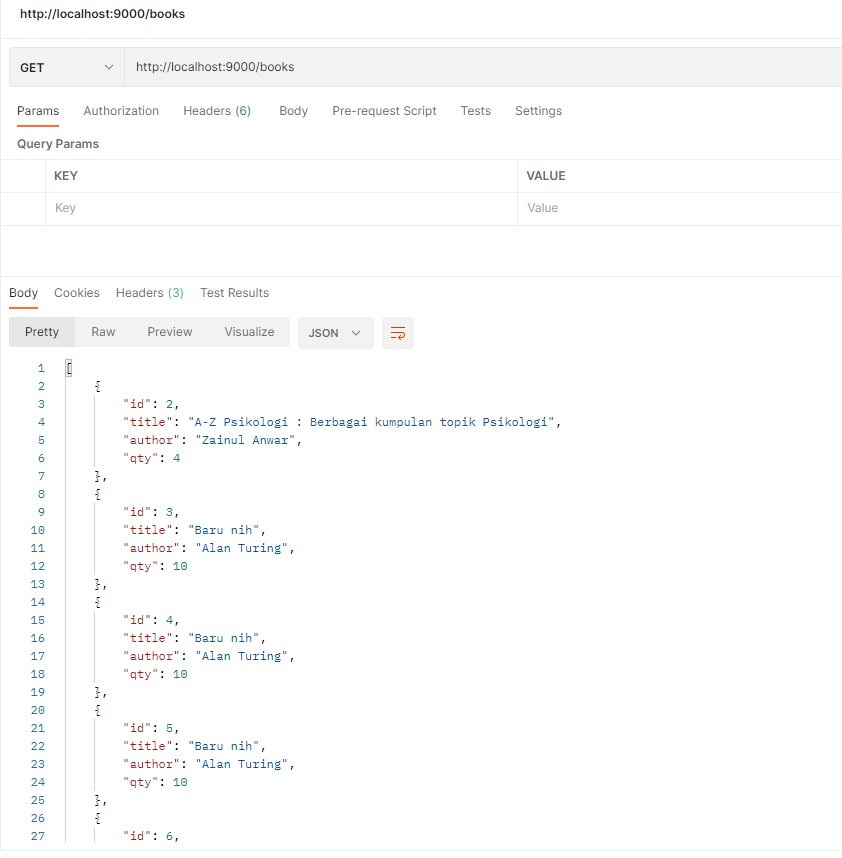 http://localhost:9000/books
GET http://localhost:9000/books
Params Authorization Headers (6) Body Pre-request Script Tests Settings
Query Params
KEY VALUE
Key Value
Body Cookies Headers (3) Test Results
Pretty Raw Preview Visualize JSON
1 [
2 {
3 "id": 2,
4 "title": "A-Z Psikologi : Berbagai kumpulan topik Psikologi",
5 "author": "Zainul Anwar",
6 "qty": 4
7 },
8 {
9 "id": 3,
10 "title": "Baru nih",
11 "author": "Alan Turing",
12 "qty": 10
13 },
14 {
15 "id": 4,
16 "title": "Baru nih",
17 "author": "Alan Turing",
18 "qty": 10
19 },
20 {
21 "id": 5,
22 "title": "Baru nih",
23 "author": "Alan Turing",
24 "qty": 10
25 },
26 {
27 "id": 6,